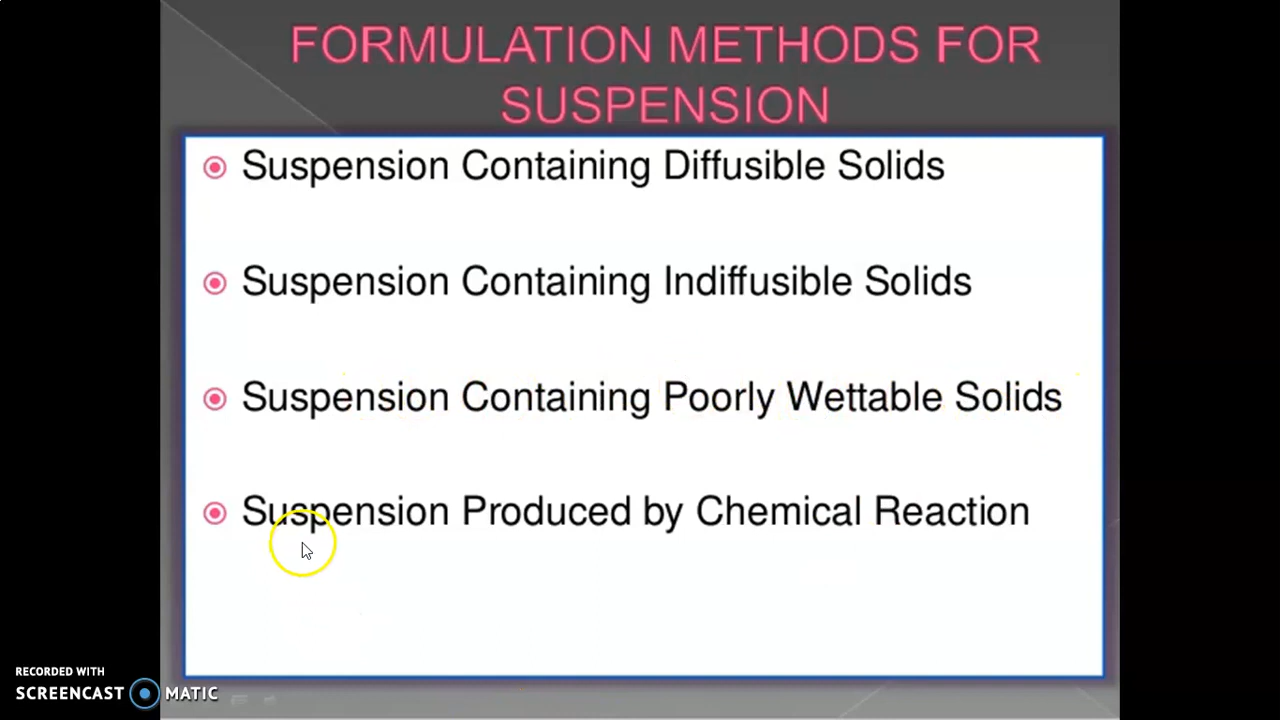 FORMULATION METHODS FOR
SUSPENSION
Suspension Containing Diffusible Solids
Suspension Containing Indiffusible Solids
Suspension Containing Poorly Wettable Solids
Suspension Produced by Chemical Reaction
RECORDED WITH
SCREENCAST MATIC